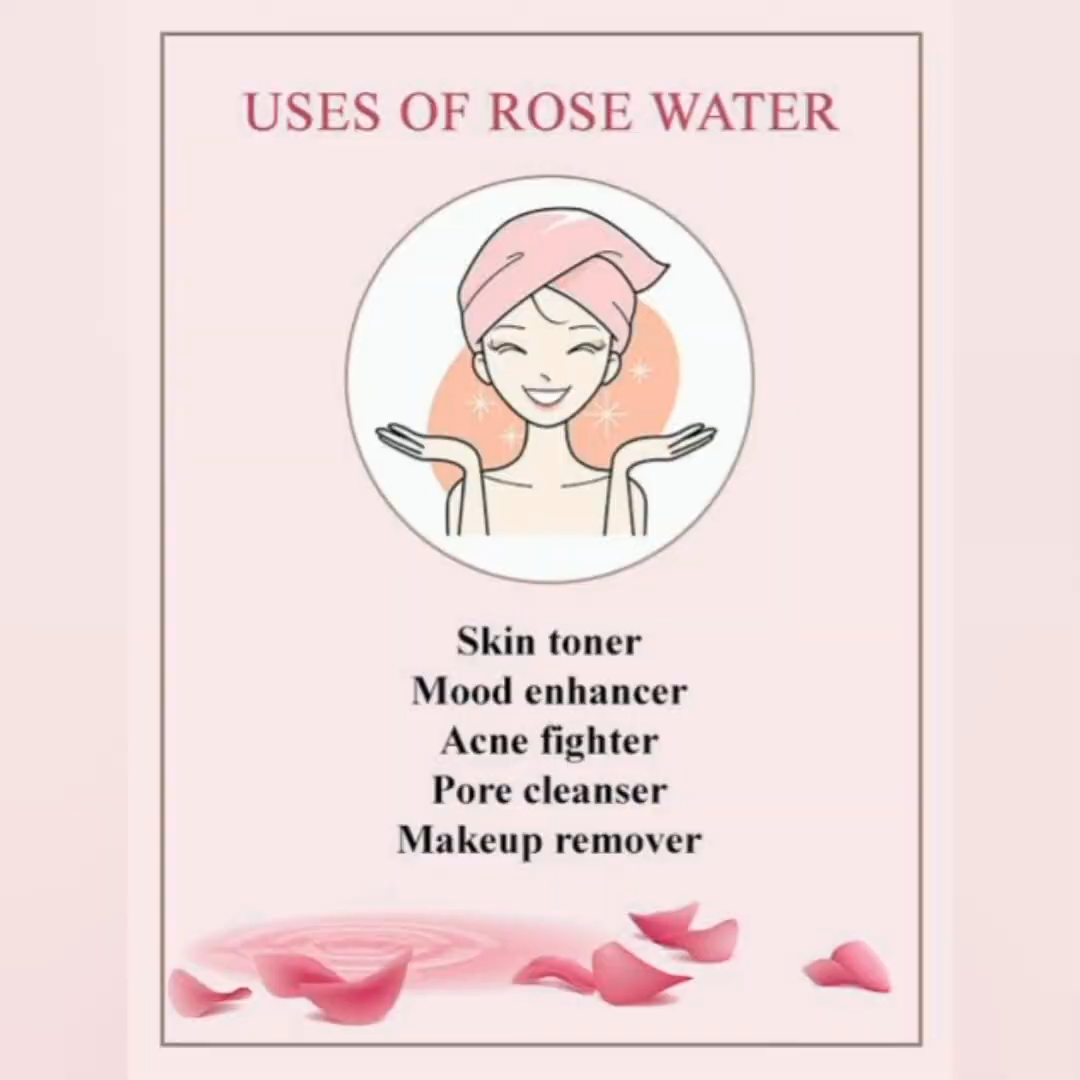 USES OF ROSE WATER
Skin toner
Mood enhancer
Acne fighter
Pore cleanser
Makeup remover